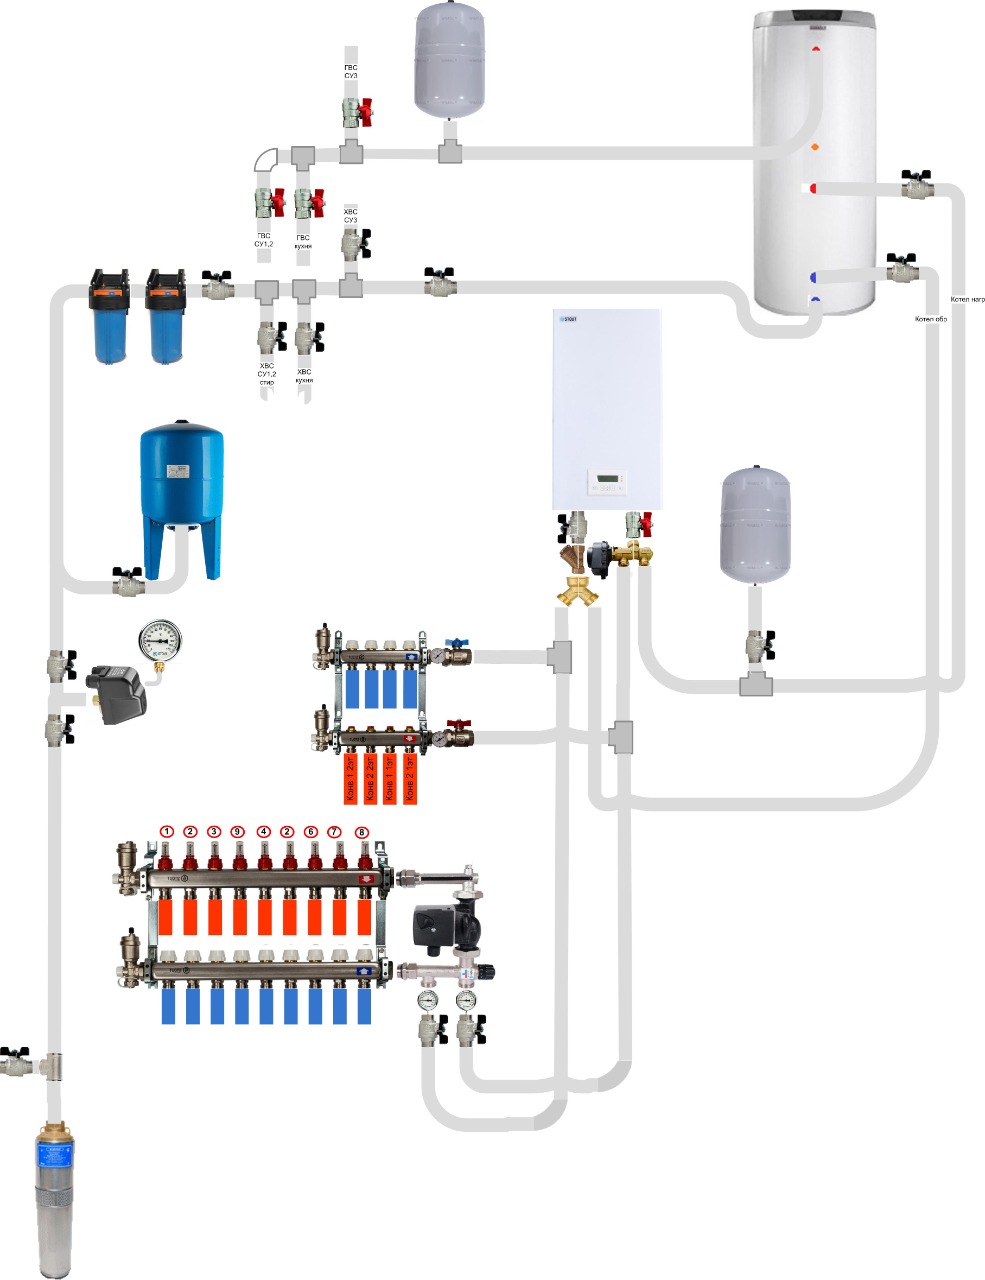 ГВС
СУ3
ГВС
СУ1,2
ГВС
кухня
ХВС
СУ3
ХВС
СУ1,2
стир
ХВС
кухня
Котел нагр
Котел обр
STOUT
Конв 1 2эт
Конв 2 2эт
Конв 1 1эт
Конв 2 1эт
1
2
3
9
4
2
6
7
8